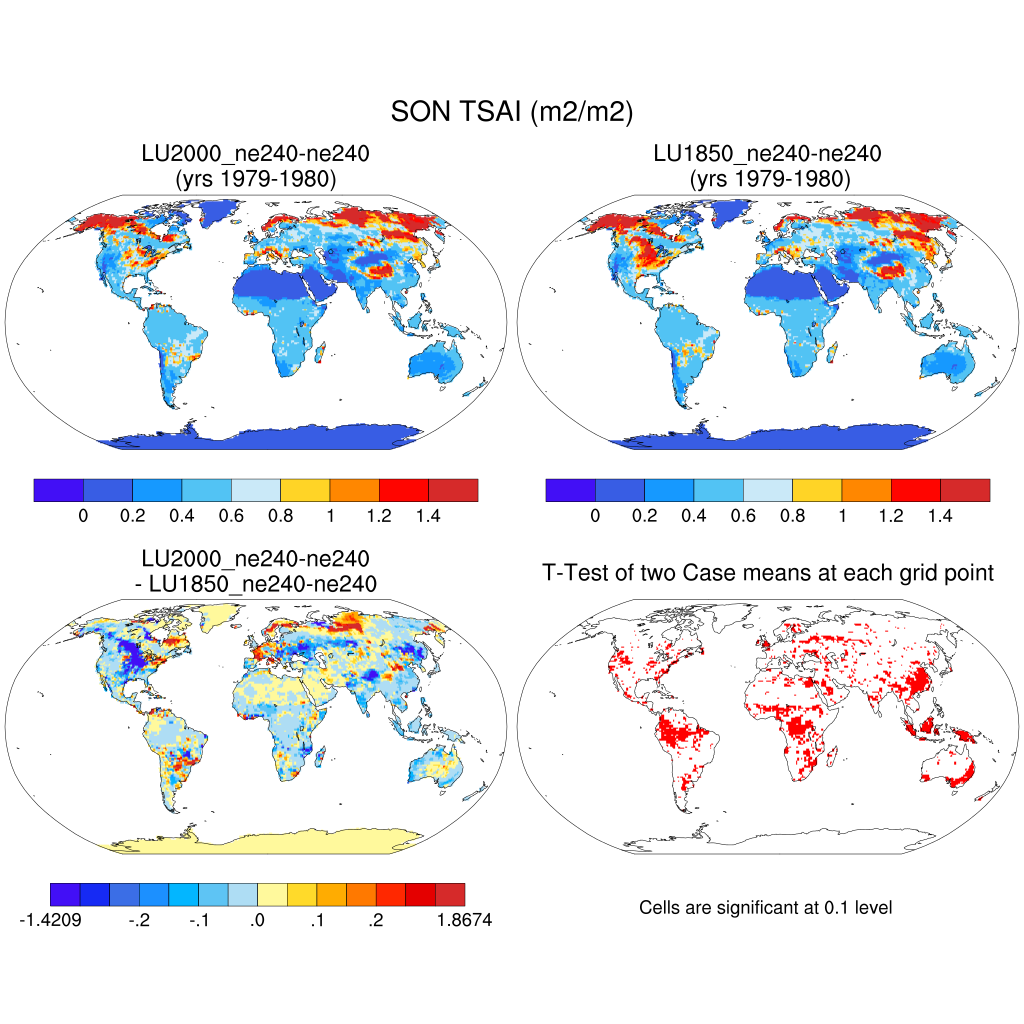 SON TSAI (m2/m2)
LU2000_ne240-ne240
(yrs 1979-1980)
LU1850_ne240-ne240
(yrs 1979-1980)
0 0.2 0.4 0.6 0.8 1 1.2 1.4
0 0.2 0.4 0.6 0.8 1 1.2 1.4
LU2000_ne240-ne240
- LU1850_ne240-ne240
T-Test of two Case means at each grid point
-1.4209 -.2 -.1 .0 .1 .2 1.8674
Cells are significant at 0.1 level